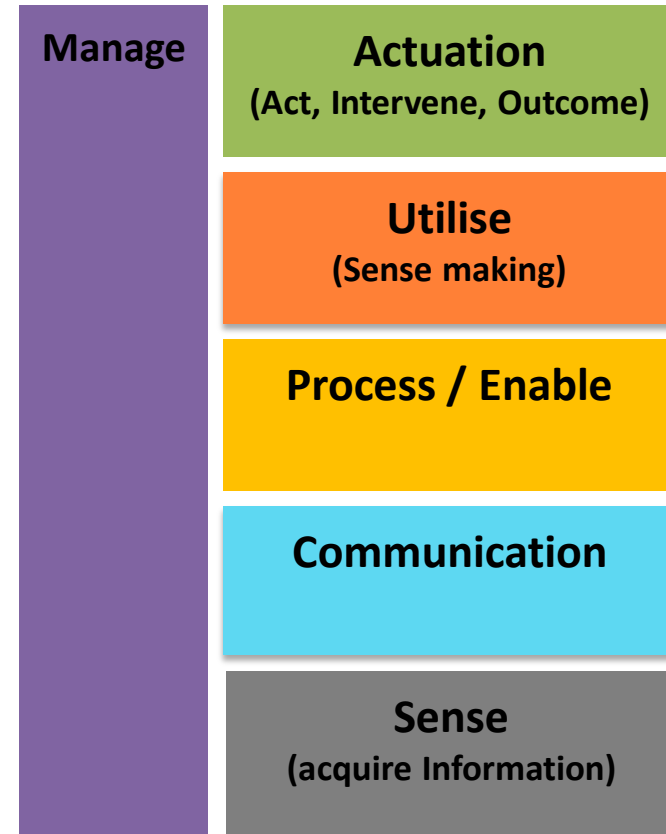 Manage
Actuation
(Act, Intervene, Outcome)
Utilise
(Sense making)
Process / Enable
Communication
Sense
(acquire Information)